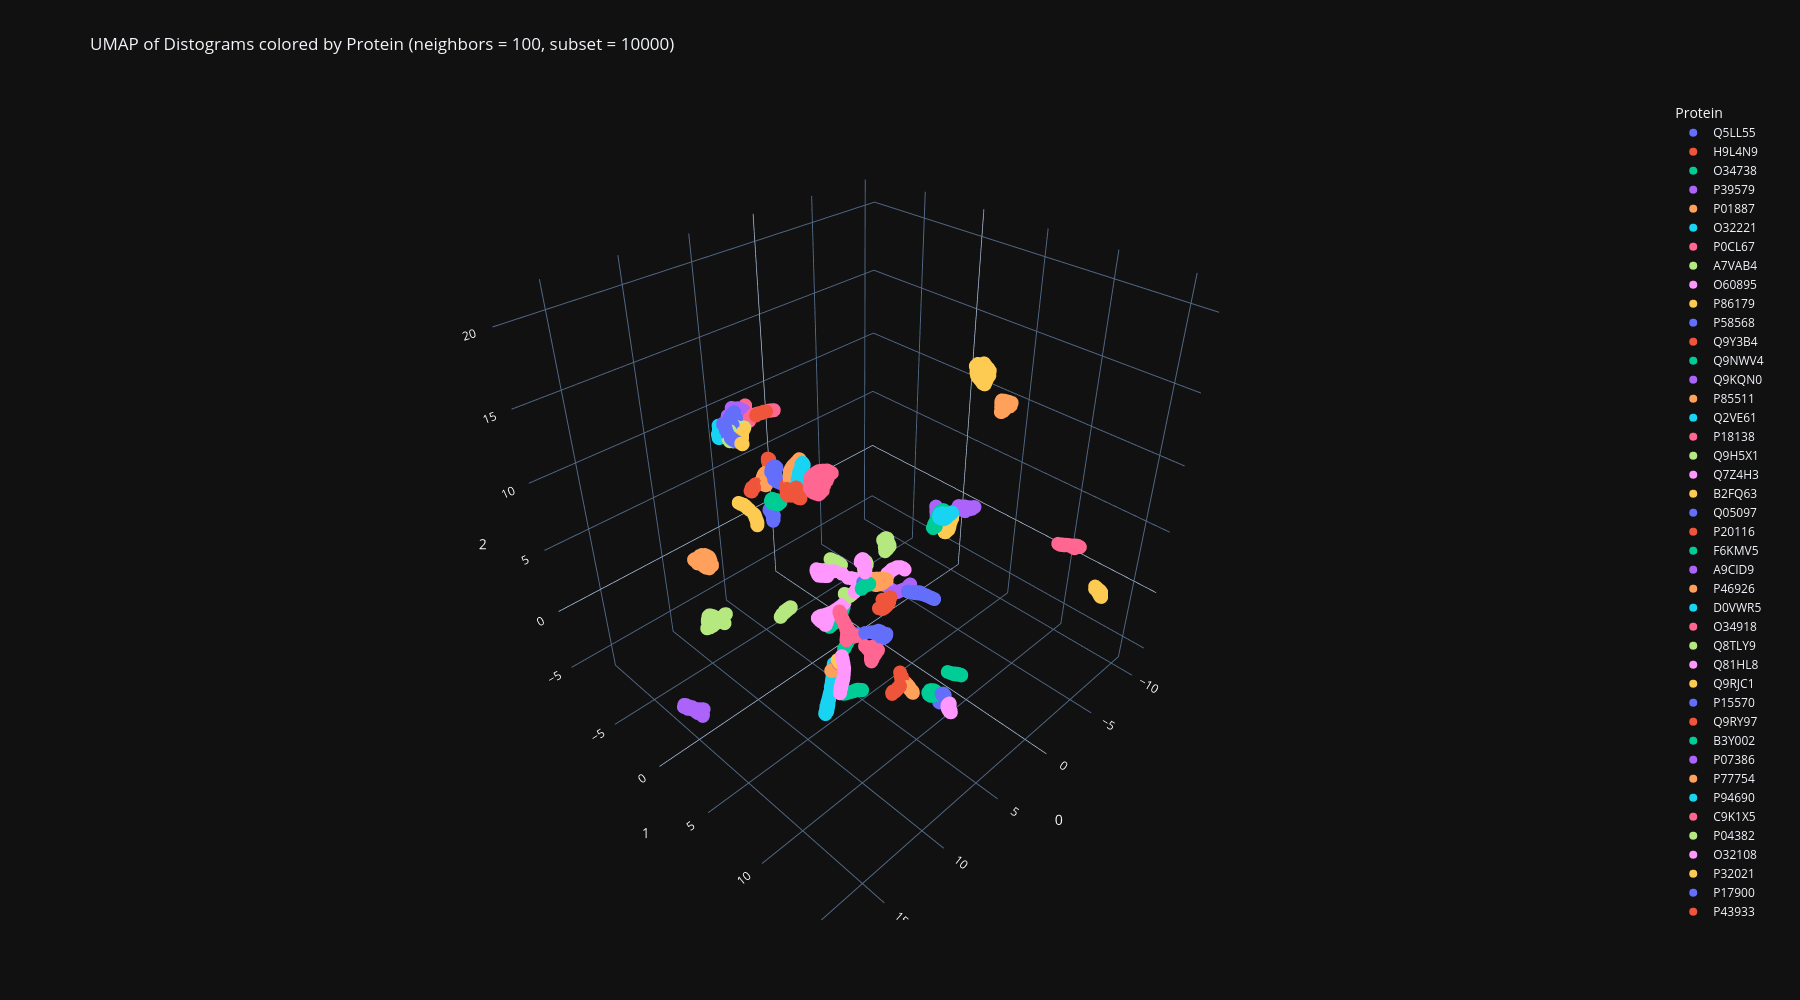 UMAP of Distograms colored by Protein (neighbors = 100, subset = 10000)
20
15
10
2
5
0
−5
−5
0
1
5
10
−10
−5
0
0
5
10
Protein
Q5LL55
H9L4N9
O34738
P39579
P01887
O32221
P0CL67
A7VAB4
O60895
P86179
P58568
Q9Y3B4
Q9NWV4
Q9KQN0
P85511
Q2VE61
P18138
Q9H5X1
Q7Z4H3
B2FQ63
Q05097
P20116
F6KMV5
A9CID9
P46926
D0VWR5
O34918
Q8TLY9
Q81HL8
Q9RJC1
P15570
Q9RY97
B3Y002
P07386
P77754
P94690
C9K1X5
P04382
O32108
P32021
P17900
P43933